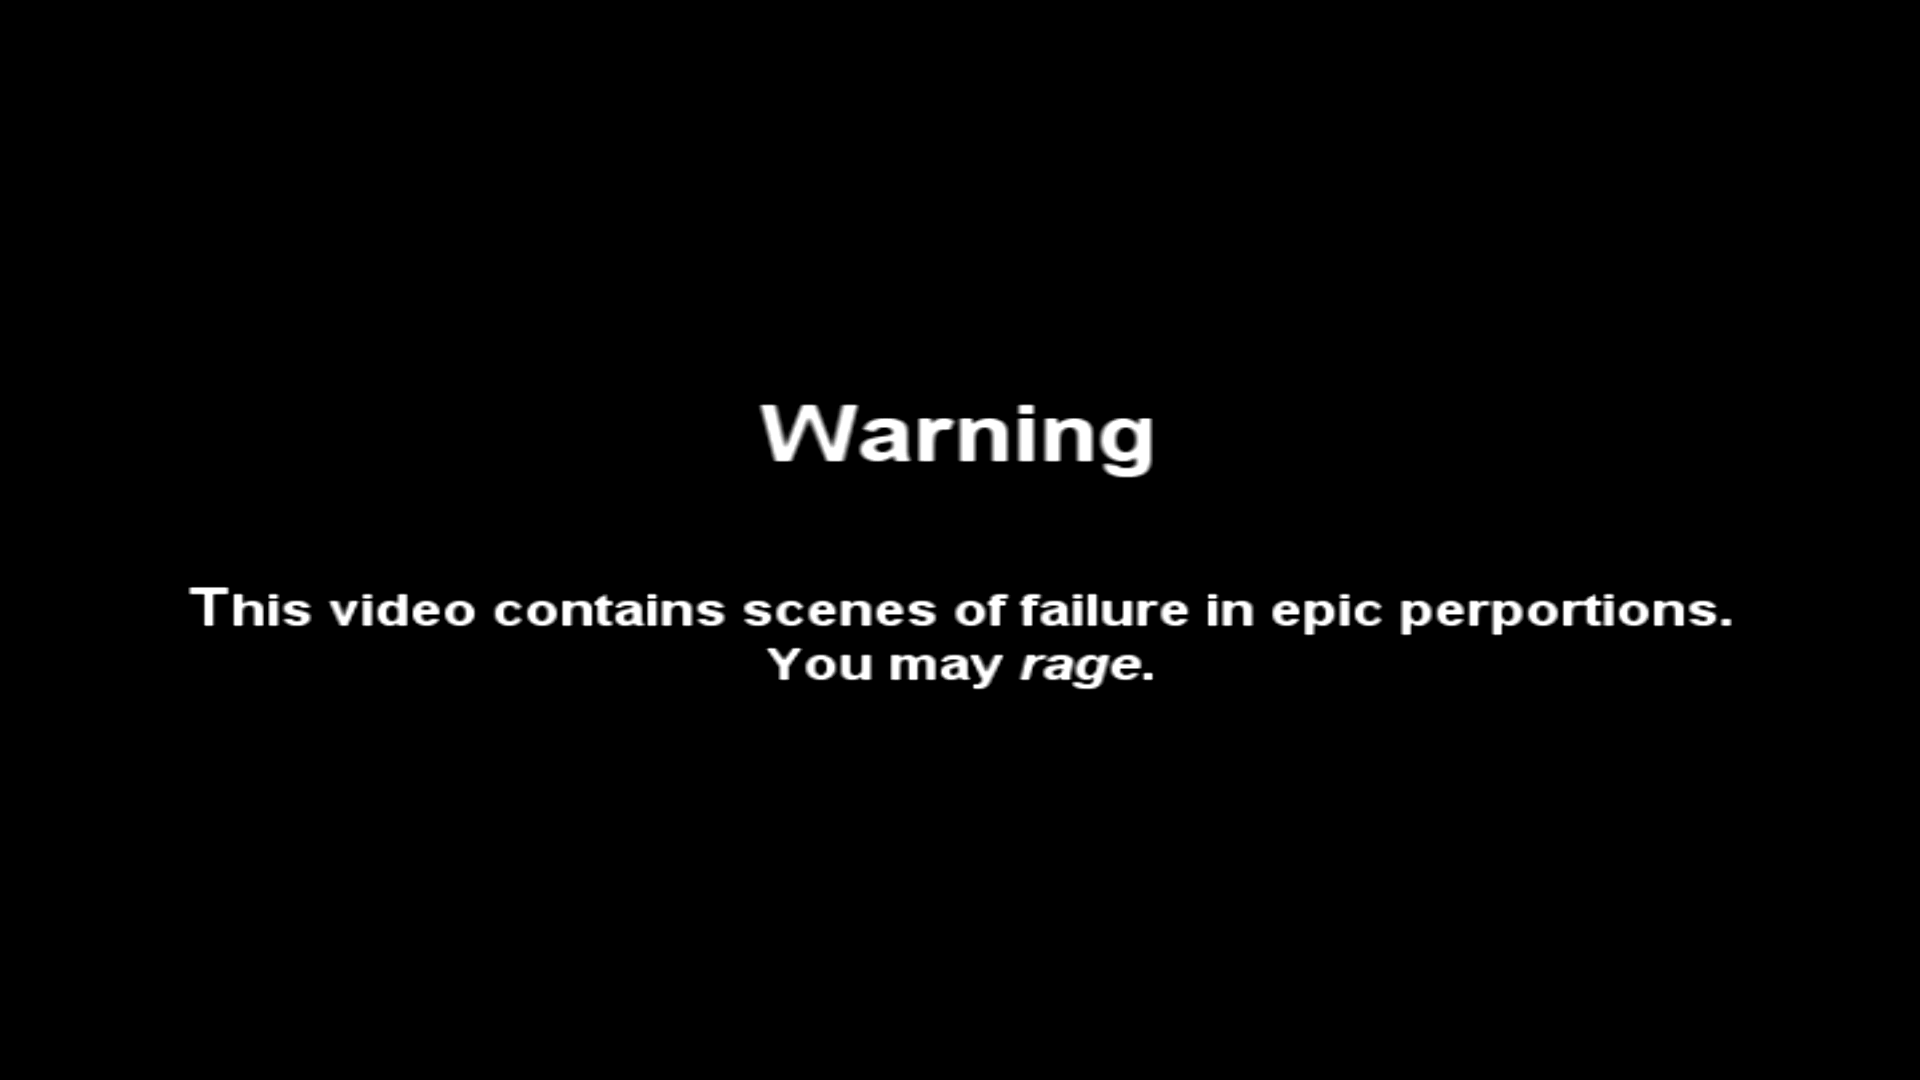 Warning
This video contains scenes of failure in epic perportions.
You may rage.